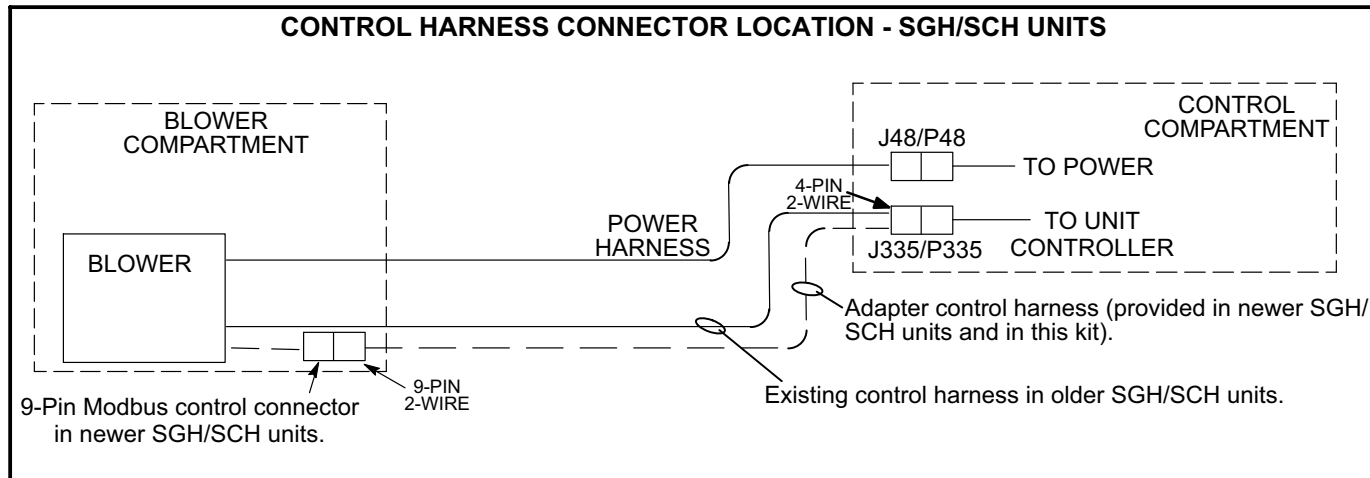 CONTROL HARNESS CONNECTOR LOCATION - SGH/SCH UNITS
BLOWER
COMPARTMENT
CONTROL
COMPARTMENT
J48/P48
TO POWER
4-PIN
2-WIRE
POWER
HARNESS
TO UNIT
CONTROLLER
J335/P335
BLOWER
Adapter control harness (provided in newer SGH/
SCH units and in this kit).
9-PIN
2-WIRE
Existing control harness in older SGH/SCH units.
9-Pin Modbus control connector
in newer SGH/SCH units.